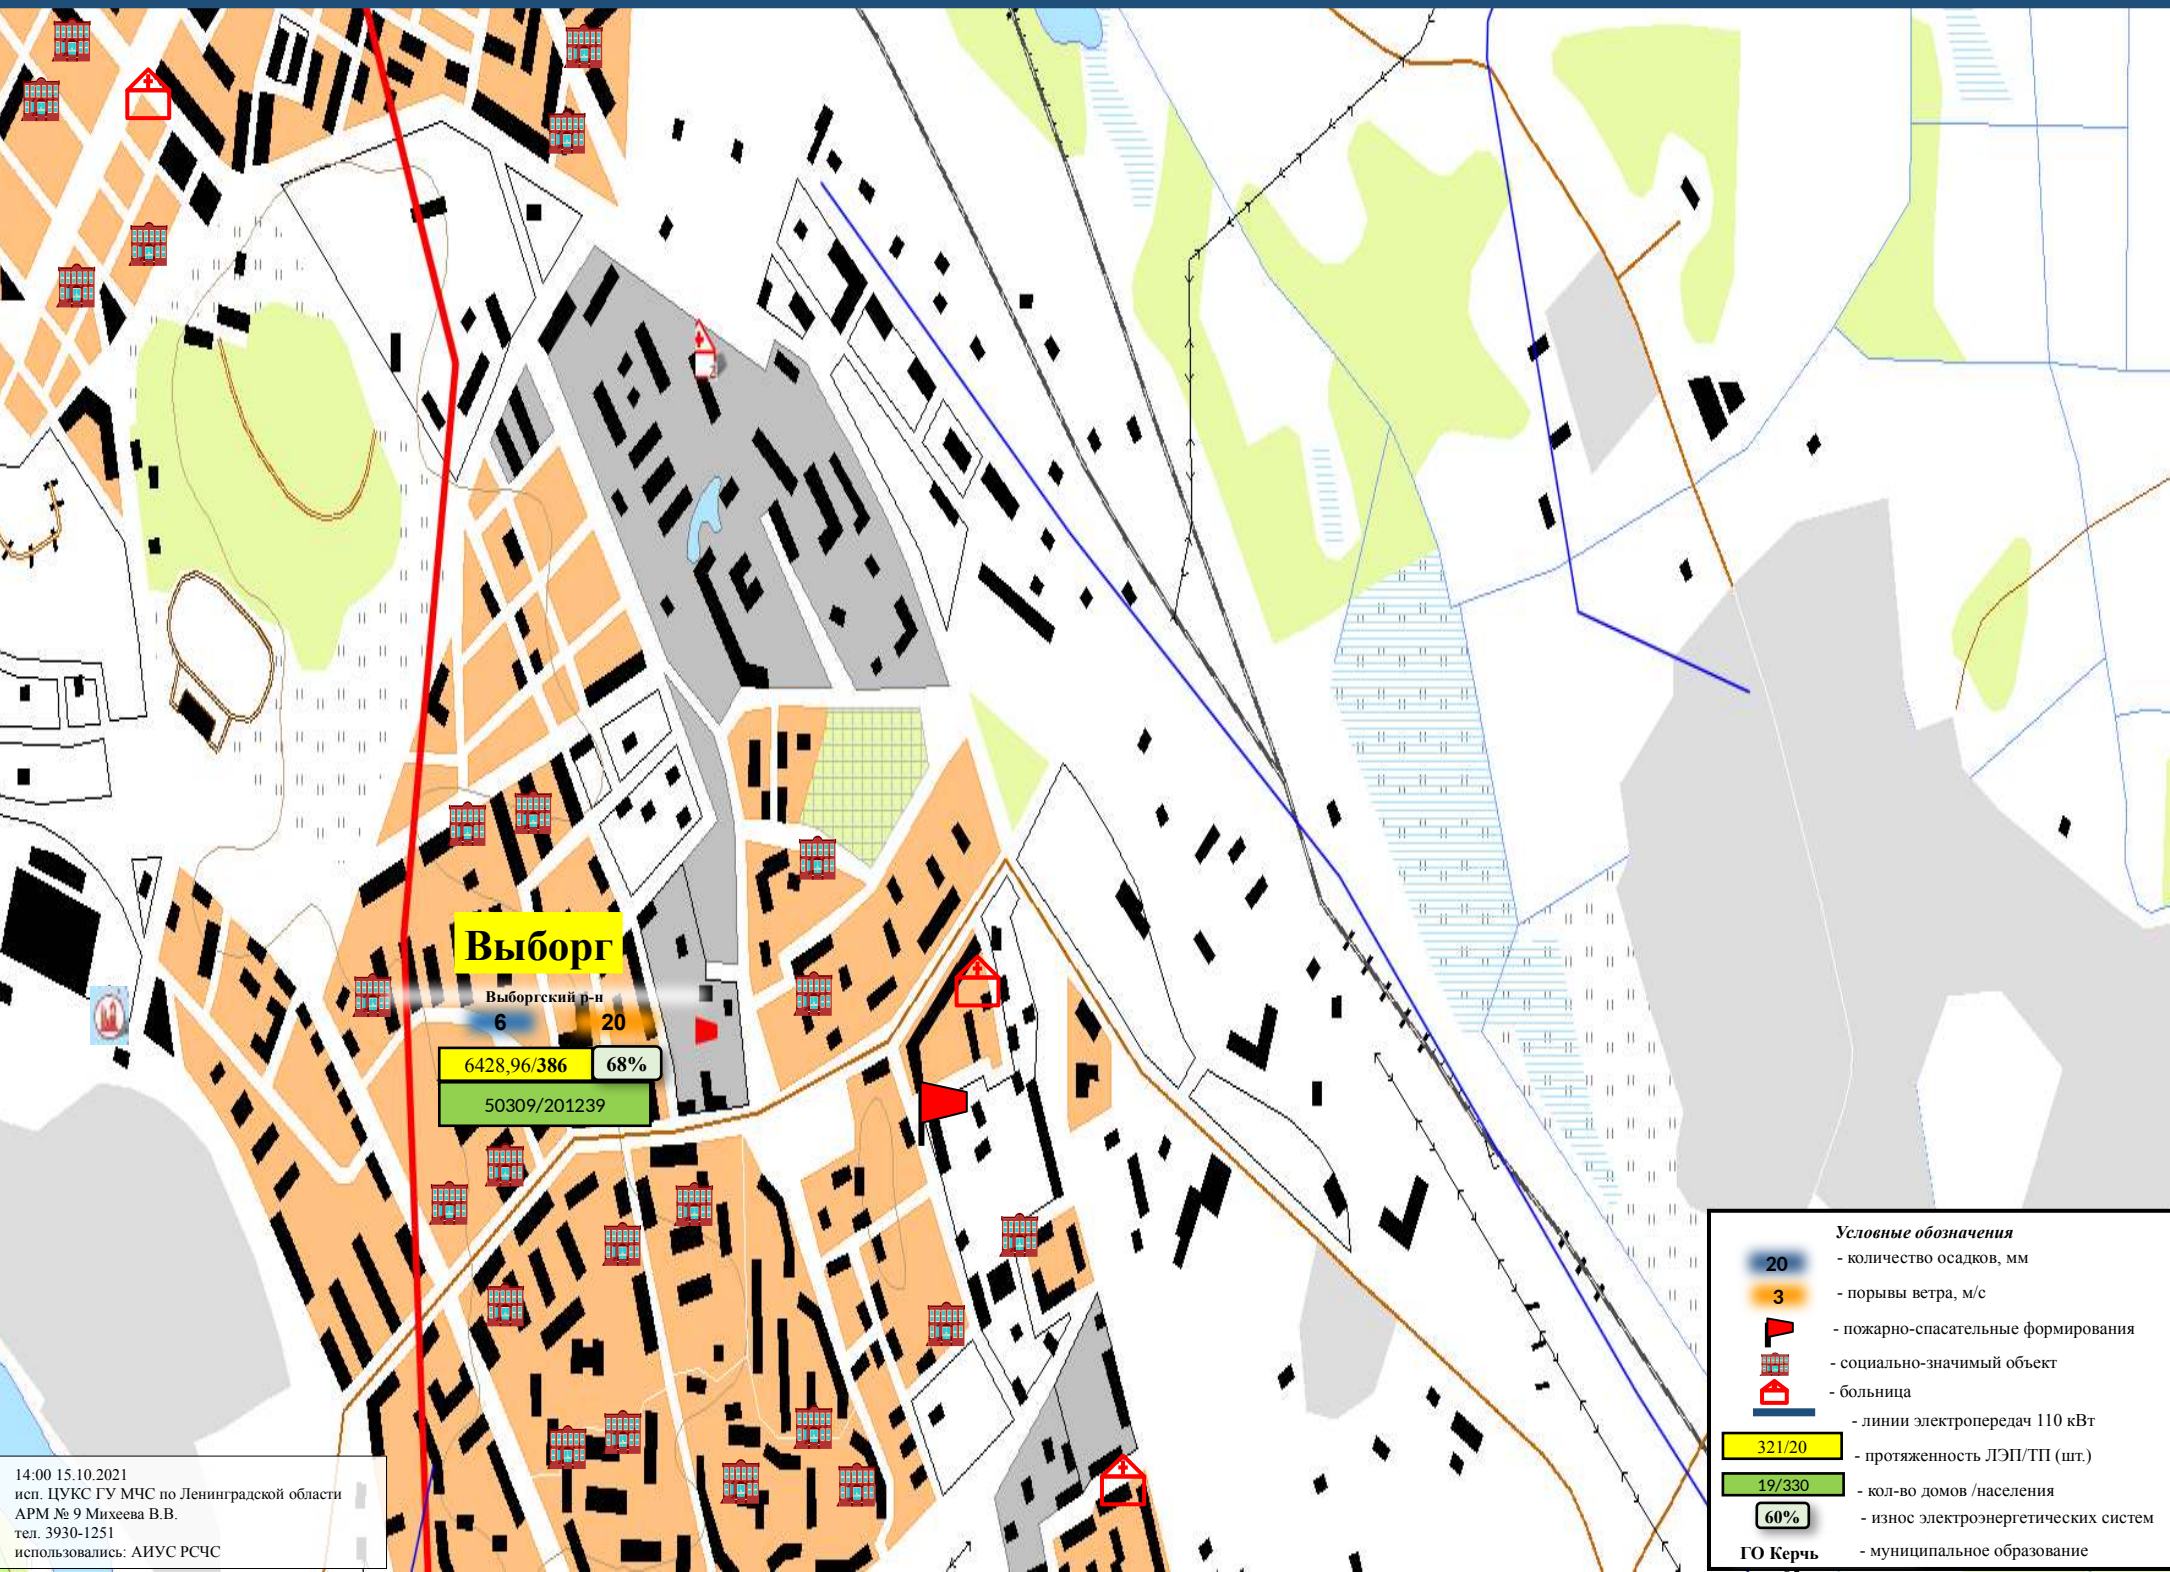 Выборг
Выборгский р-н
6 20
6428,96/386 68%
50309/201239
Условные обозначения
20 - количество осадков, мм
3 - порывы ветра, м/с
- пожарно-спасательные формирования
- социально-значимый объект
- больница
- линии электропередач 110 кВт
321/20 - протяженность ЛЭП/ТП (шт.)
19/330 - кол-во домов /населения
60% - износ электроэнергетических систем
ГО Керчь - муниципальное образование
14:00 15.10.2021
исп. ЦУКС ГУ МЧС по Ленинградской области
АРМ № 9 Михеева В.В.
тел. 3930-1251
использовались: АИУС РСЧС